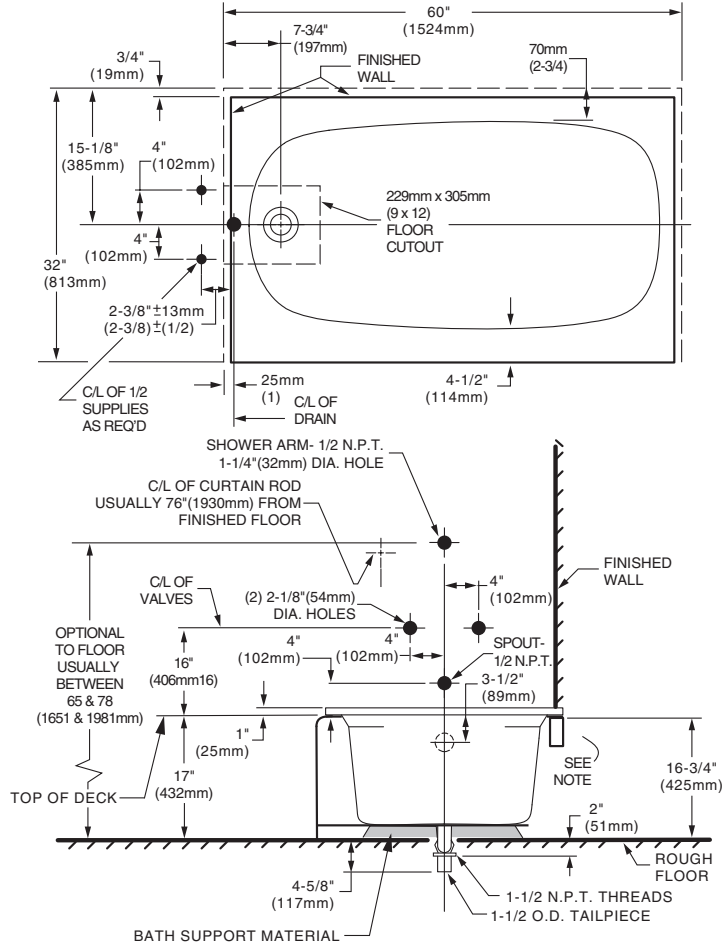 60"
(1524mm)
7-3/4"
(197mm)
3/4"
(19mm)
FINISHED
WALL
70mm
(2-3/4)
15-1/8"
(385mm)
4"
(102mm)
229mm x 305mm
(9 x 12)
FLOOR
CUTOUT
4"
(102mm)
32"
(813mm)
2-3/8"±13mm
(2-3/8)±(1/2)
C/L OF 1/2
SUPPLIES
AS REQ'D
25mm
(1)
C/L OF
DRAIN
4-1/2"
(114mm)
SHOWER ARM- 1/2 N.P.T.
1-1/4"(32mm) DIA. HOLE
C/L OF CURTAIN ROD
USUALLY 76"(1930mm) FROM
FINISHED FLOOR
FINISHED
WALL
C/L OF
VALVES
(2) 2-1/8"(54mm)
DIA. HOLES
4"
(102mm)
OPTIONAL
TO FLOOR
USUALLY
BETWEEN
65 & 78
(1651 & 1981mm)
16"
(406mm16)
4"
(102mm)
4"
(102mm)
SPOUT-
1/2 N.P.T.
3-1/2"
(89mm)
1"
(25mm)
17"
(432mm)
TOP OF DECK
SEE
NOTE
16-3/4"
(425mm)
2"
(51mm)
ROUGH
FLOOR
4-5/8"
(117mm)
1-1/2 N.P.T. THREADS
1-1/2 O.D. TAILPIECE
BATH SUPPORT MATERIAL